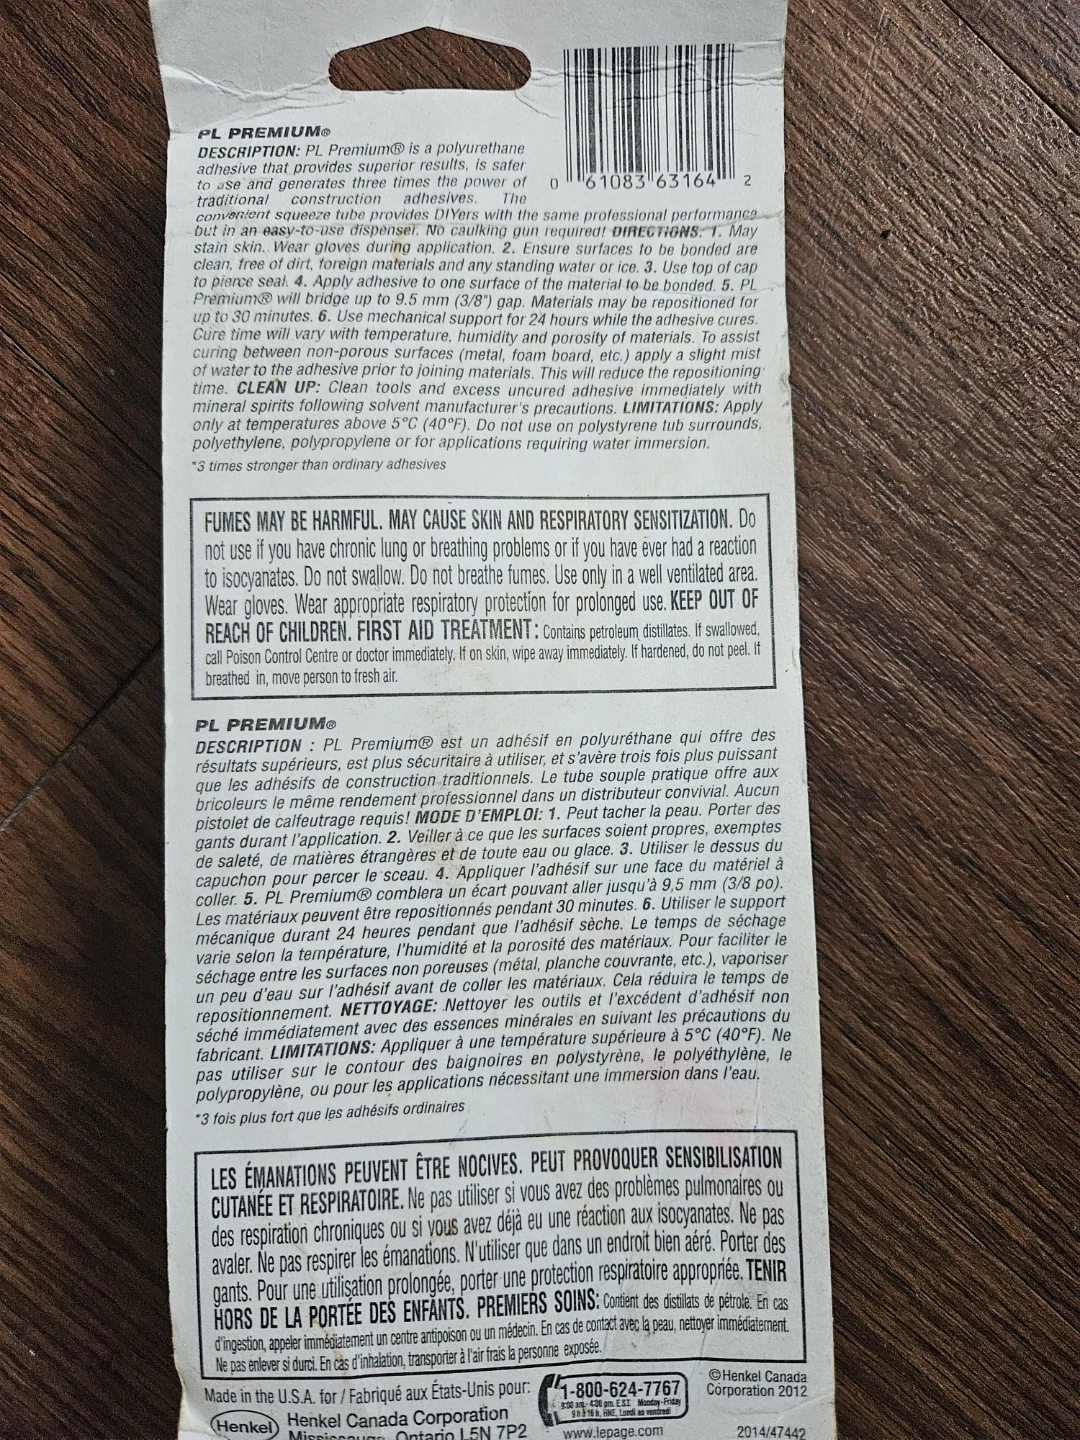 PL PREMIUM®
DESCRIPTION: PL Premium® is a polyurethane
adhesive that provides superior results, is safer
to use and generates three times the power of
traditional construction adhesives. The
0 61083 63164 2
convenient squeeze tube provides DIYers with the same professional performance
but in an easy-to-use dispenser. No caulking gun required! DIRECTIONS: 1. May
stain skin. Wear gloves during application. 2. Ensure surfaces to be bonded are
clean, free of dirt, foreign materials and any standing water or ice. 3. Use top of cap
to pierce seal. 4. Apply adhesive to one surface of the material to be bonded. 5. PL
Premium® will bridge up to 9.5 mm (3/8") gap. Materials may be repositioned for
up to 30 minutes. 6. Use mechanical support for 24 hours while the adhesive cures.
Cure time will vary with temperature, humidity and porosity of materials. To assist
curing between non-porous surfaces (metal, foam board, etc.) apply a slight mist
of water to the adhesive prior to joining materials. This will reduce the repositioning
time. CLEAN UP: Clean tools and excess uncured adhesive immediately with
mineral spirits following solvent manufacturer's precautions. LIMITATIONS: Apply
only at temperatures above 5°C (40°F). Do not use on polystyrene tub surrounds,
polyethylene, polypropylene or for applications requiring water immersion.
*3 times stronger than ordinary adhesives
FUMES MAY BE HARMFUL. MAY CAUSE SKIN AND RESPIRATORY SENSITIZATION. Do
not use if you have chronic lung or breathing problems or if you have ever had a reaction
to isocyanates. Do not swallow. Do not breathe fumes. Use only in a well ventilated area.
Wear gloves. Wear appropriate respiratory protection for prolonged use. KEEP OUT OF
REACH OF CHILDREN. FIRST AID TREATMENT: Contains petroleum distillates. If swallowed,
call Poison Control Centre or doctor immediately. If on skin, wipe away immediately. If hardened, do not peel. If
breathed in, move person to fresh air.
PL PREMIUM®
DESCRIPTION : PL Premium® est un adhésif en polyuréthane qui offre des
résultats supérieurs, est plus sécuritaire à utiliser, et s'avère trois fois plus puissant
que les adhésifs de construction traditionnels. Le tube souple pratique offre aux
bricoleurs le même rendement professionnel dans un distributeur convivial. Aucun
pistolet de calfeutrage requis! MODE D'EMPLOI: 1. Peut tacher la peau. Porter des
gants durant l'application. 2. Veiller à ce que les surfaces soient propres, exemptes
de saleté, de matières étrangères et de toute eau ou glace. 3. Utiliser le dessus du
capuchon pour percer le sceau. 4. Appliquer l'adhésif sur une face du matériel à
coller. 5. PL Premium® comblera un écart pouvant aller jusqu'à 9,5 mm (3/8 po).
Les matériaux peuvent être repositionnés pendant 30 minutes. 6. Utiliser le support
mécanique durant 24 heures pendant que l'adhésif sèche. Le temps de séchage
varie selon la température, l'humidité et la porosité des matériaux. Pour faciliter le
séchage entre les surfaces non poreuses (métal, planche couvrante, etc.), vaporiser
un peu d'eau sur l'adhésif avant de coller les matériaux. Cela réduira le temps de
repositionnement. NETTOYAGE: Nettoyer les outils et l'excédent d'adhésif non
séché immédiatement avec des essences minérales en suivant les précautions du
fabricant. LIMITATIONS: Appliquer à une température supérieure à 5°C (40°F). Ne
pas utiliser sur le contour des baignoires en polystyrène, le polyéthylène, le
polypropylène, ou pour les applications nécessitant une immersion dans l'eau.
*3 fois plus fort que les adhésifs ordinaires
LES ÉMANATIONS PEUVENT ÊTRE NOCIVES. PEUT PROVOQUER SENSIBILISATION
CUTANÉE ET RESPIRATOIRE. Ne pas utiliser si vous avez des problèmes pulmonaires ou
des respiration chroniques ou si vous avez déjà eu une réaction aux isocyanates. Ne pas
avaler. Ne pas respirer les émanations. N'utiliser que dans un endroit bien aéré. Porter des
gants. Pour une utilisation prolongée, porter une protection respiratoire appropriée. TENIR
HORS DE LA PORTÉE DES ENFANTS. PREMIERS SOINS: Contient des distillats de pétrole. En cas
d'ingestion, appeler immédiatement un centre antipoison ou un médecin. En cas de contact avec la peau, nettoyer immédiatement.
Ne pas enlever si durci. En cas d'inhalation, transporter à l'air frais la personne exposée.
Made in the U.S.A. for / Fabriqué aux États-Unis pour:
Henkel
Henkel Canada Corporation
Mississauga, Ontario L5N 7P2
1-800-624-7767
9:00 am - 4:00 pm E.S.T. Monday-Friday
9 h à 16 h, HNE, Lundi au vendredi
www.lepage.com
©Henkel Canada
Corporation 2012
2014/47442